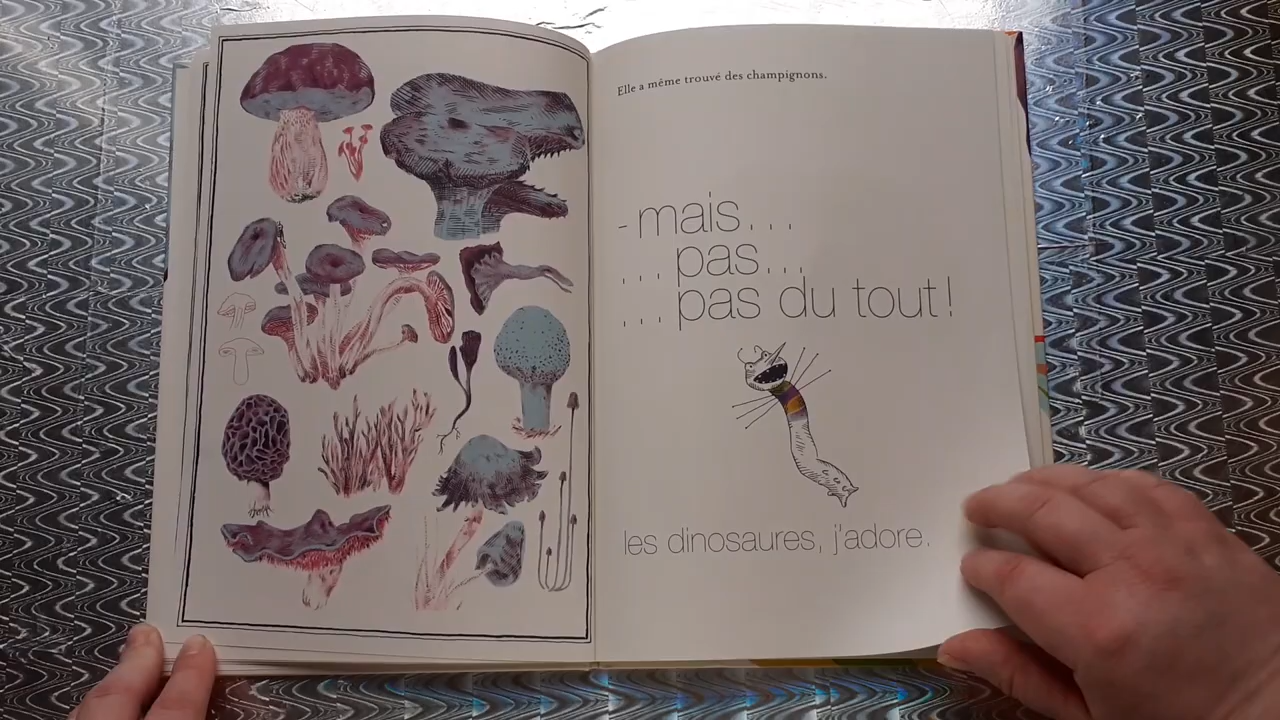 Elle a même trouvé des champignons.
- mais...
... pas...
... pas du tout!
les dinosaures, j'adore.